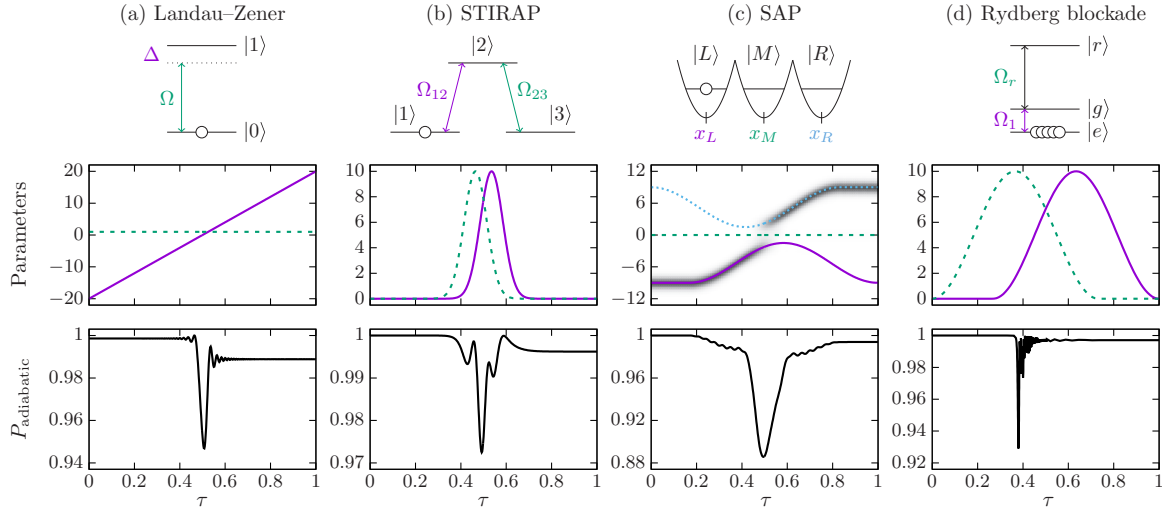 (a) Landau–Zener (b) STIRAP (c) SAP (d) Rydberg blockade
Δ |1⟩ Ω |0⟩
|2⟩ Ω12 Ω23 |1⟩ |3⟩
|L⟩ |M⟩ |R⟩
xL xM xR
|r⟩ Ωr |g⟩ Ω1 |e⟩
Parameters
20 10 0 −10 −20
10 8 6 4 2 0
12 6 0 −6 −12
10 8 6 4 2 0
Padiabatic
1 0.98 0.96 0.94
1 0.99 0.98 0.97
1 0.96 0.92 0.88
1 0.98 0.96 0.94 0.92
0 0.2 0.4 0.6 0.8 1
0 0.2 0.4 0.6 0.8 1
0 0.2 0.4 0.6 0.8 1
0 0.2 0.4 0.6 0.8 1
τ τ τ τ